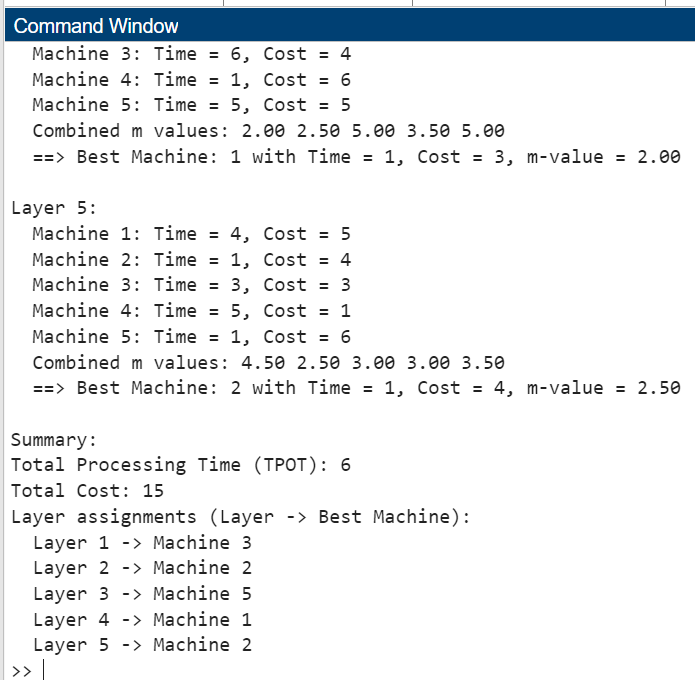 Command Window
Machine 3: Time = 6, Cost = 4
Machine 4: Time = 1, Cost = 6
Machine 5: Time = 5, Cost = 5
Combined m values: 2.00 2.50 5.00 3.50 5.00
==> Best Machine: 1 with Time = 1, Cost = 3, m-value = 2.00
Layer 5:
Machine 1: Time = 4, Cost = 5
Machine 2: Time = 1, Cost = 4
Machine 3: Time = 3, Cost = 3
Machine 4: Time = 5, Cost = 1
Machine 5: Time = 1, Cost = 6
Combined m values: 4.50 2.50 3.00 3.00 3.50
==> Best Machine: 2 with Time = 1, Cost = 4, m-value = 2.50
Summary:
Total Processing Time (TPOT): 6
Total Cost: 15
Layer assignments (Layer -> Best Machine):
Layer 1 -> Machine 3
Layer 2 -> Machine 2
Layer 3 -> Machine 5
Layer 4 -> Machine 1
Layer 5 -> Machine 2
>>